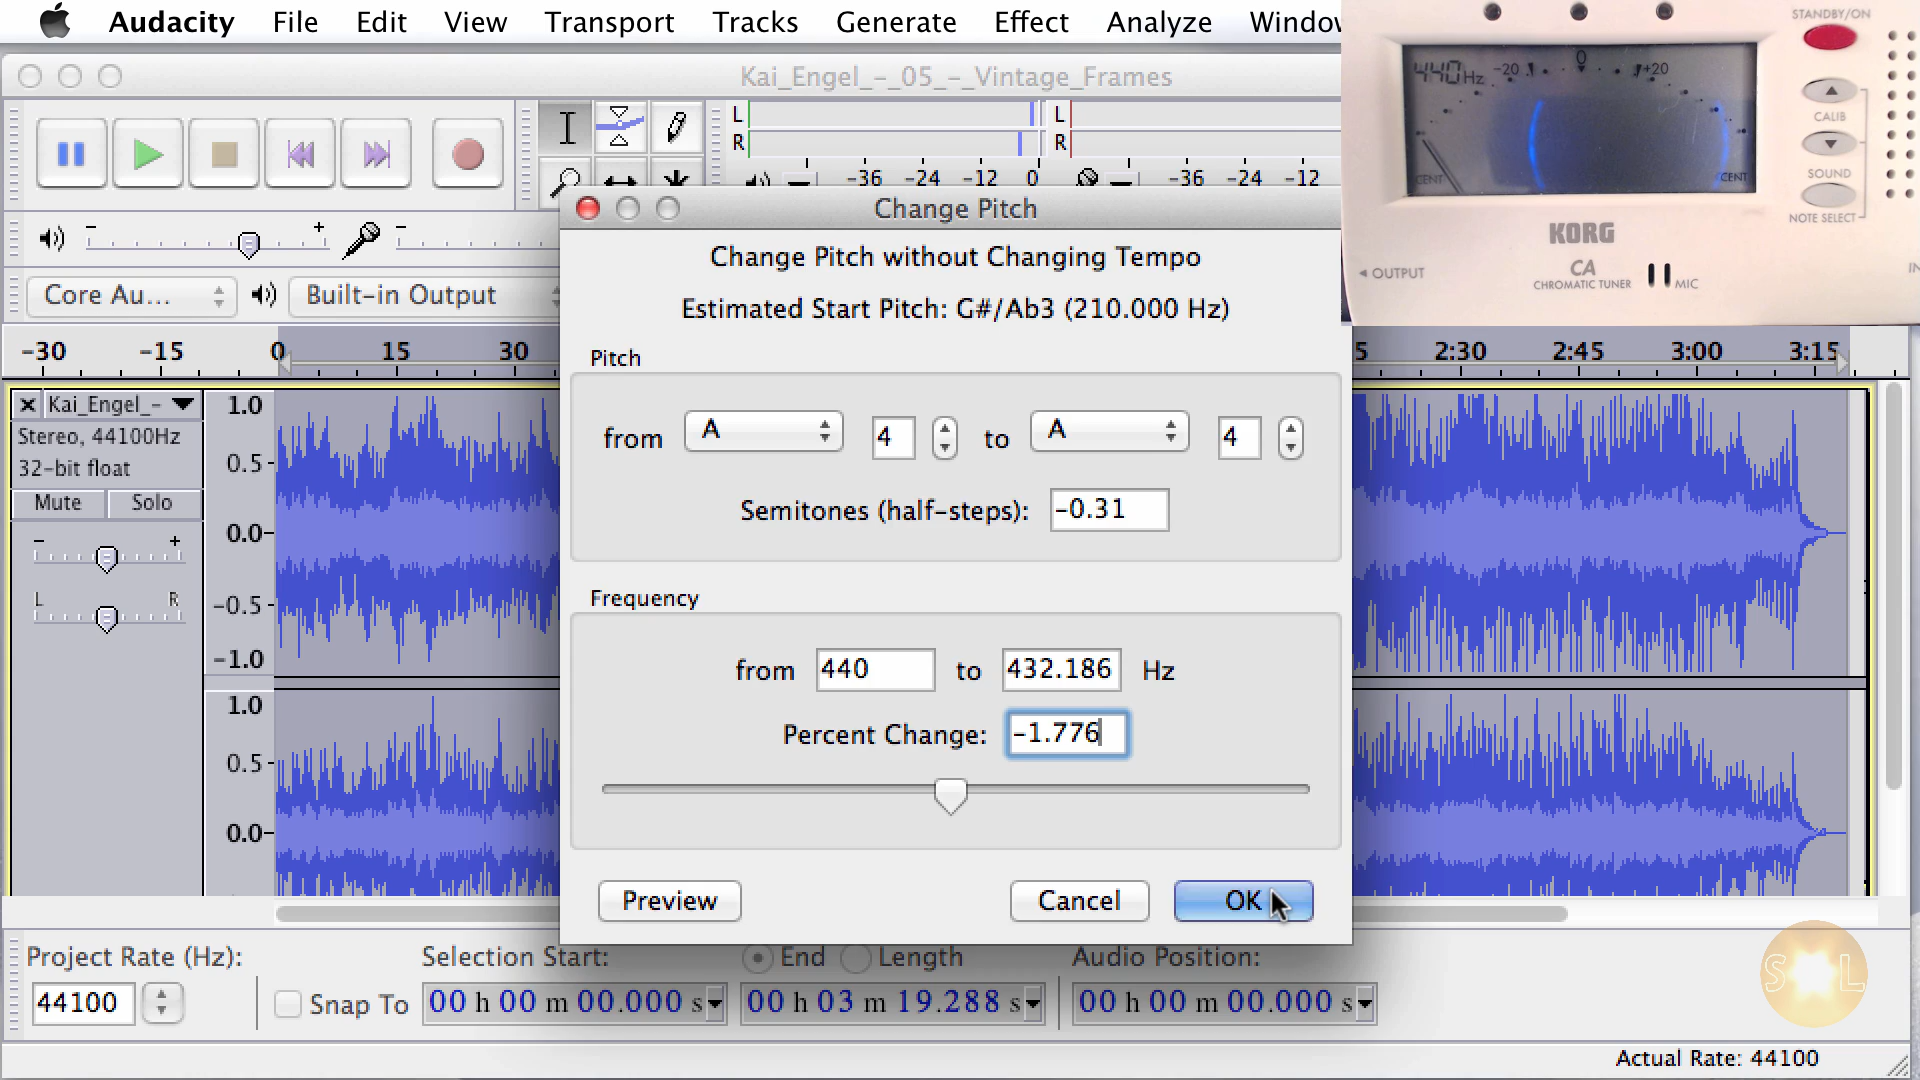 Audacity File Edit View Transport Tracks Generate Effect Analyze Window
Kai_Engel_-_05_-_Vintage_Frames
L
R
L
R
-36 -24 -12 0
-36 -24 -12
- +
-
Core Au...
Built-in Output
-30 -15 0 15 30
5 2:30 2:45 3:00 3:15
Kai_Engel_-
Stereo, 44100Hz
32-bit float
Mute Solo
- +
L R
1.0
0.5
0.0
-0.5
-1.0
1.0
0.5
0.0
Change Pitch
Change Pitch without Changing Tempo
Estimated Start Pitch: G#/Ab3 (210.000 Hz)
Pitch
from A 4 to A 4
Semitones (half-steps): -0.31
Frequency
from 440 to 432.186 Hz
Percent Change: -1.776
Preview Cancel OK
Project Rate (Hz):
44100
Snap To
Selection Start:
00 h 00 m 00.000 s
End Length
00 h 03 m 19.288 s
Audio Position:
00 h 00 m 00.000 s
Actual Rate: 44100
STANDBY/ON
440Hz -20 0 +20
CENT CENT
CALIB
SOUND
NOTE SELECT
KORG
CA
CHROMATIC TUNER
MIC
OUTPUT
IN
S L